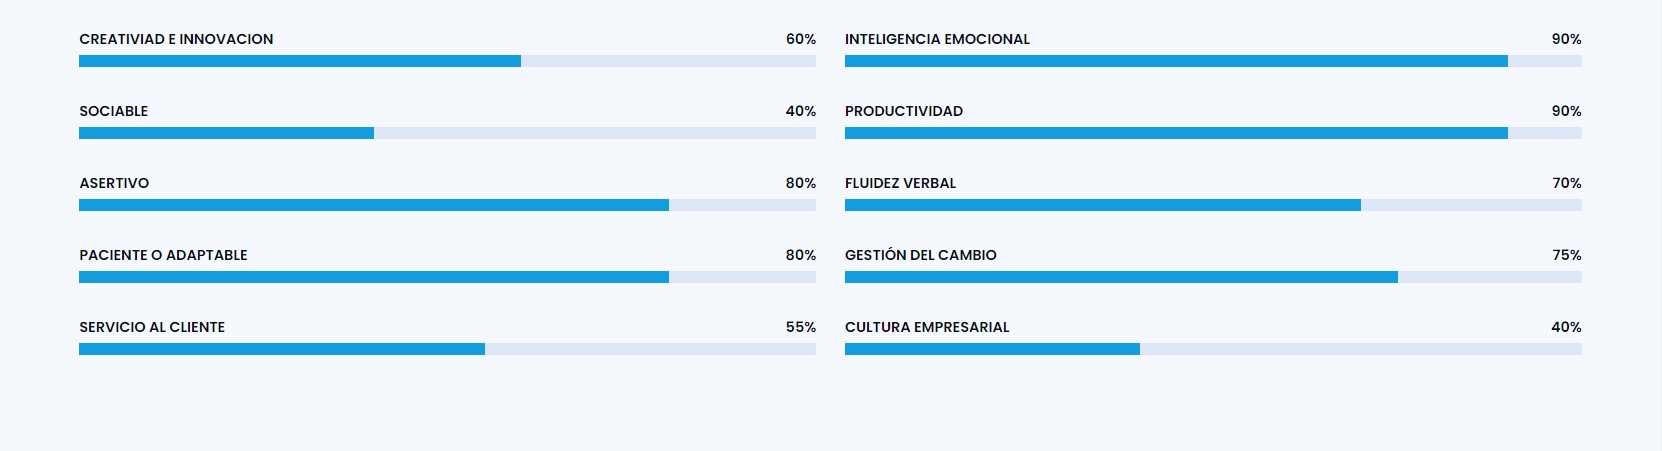 CREATIVIAD E INNOVACION 60%
SOCIABLE 40%
ASERTIVO 80%
PACIENTE O ADAPTABLE 80%
SERVICIO AL CLIENTE 55%
INTELIGENCIA EMOCIONAL 90%
PRODUCTIVIDAD 90%
FLUIDEZ VERBAL 70%
GESTIÓN DEL CAMBIO 75%
CULTURA EMPRESARIAL 40%